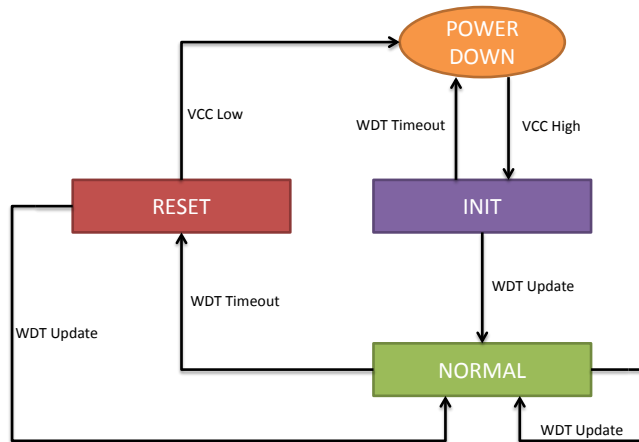 POWER
DOWN
VCC Low
WDT Timeout
VCC High
RESET
INIT
WDT Timeout
WDT Update
WDT Update
NORMAL
WDT Update